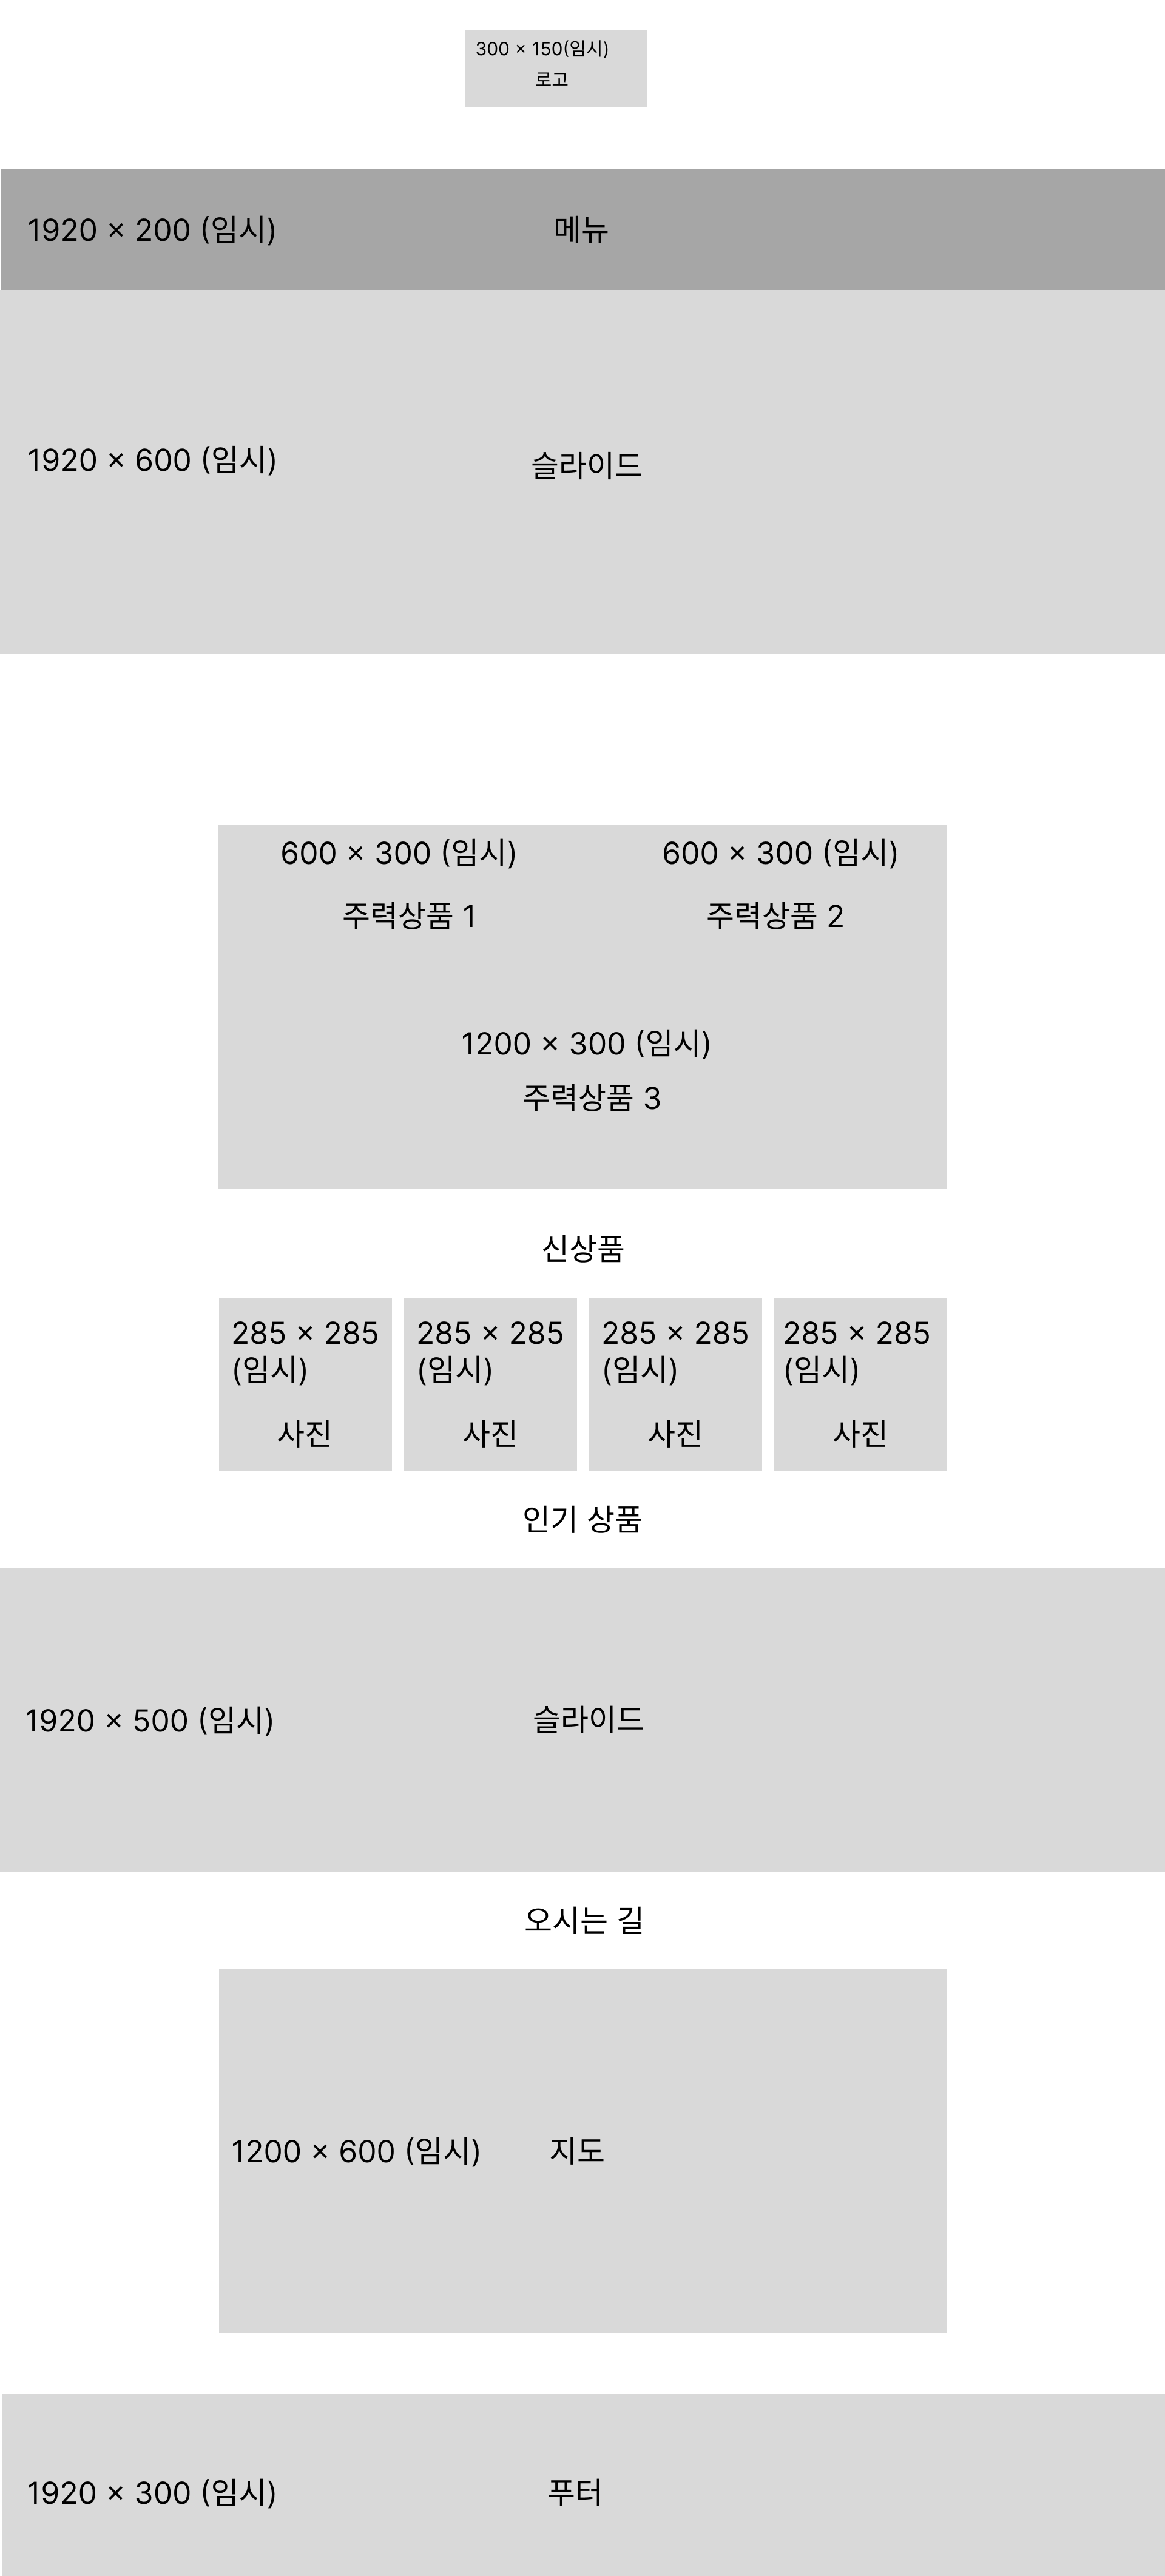 300 × 150(임시)
로고
1920 × 200 (임시)
메뉴
1920 × 600 (임시)
슬라이드
600 × 300 (임시)
600 × 300 (임시)
주력상품 1
주력상품 2
1200 × 300 (임시)
주력상품 3
신상품
285 × 285
(임시)
사진
285 × 285
(임시)
사진
285 × 285
(임시)
사진
285 × 285
(임시)
사진
인기 상품
1920 × 500 (임시)
슬라이드
오시는 길
1200 × 600 (임시)
지도
1920 × 300 (임시)
푸터